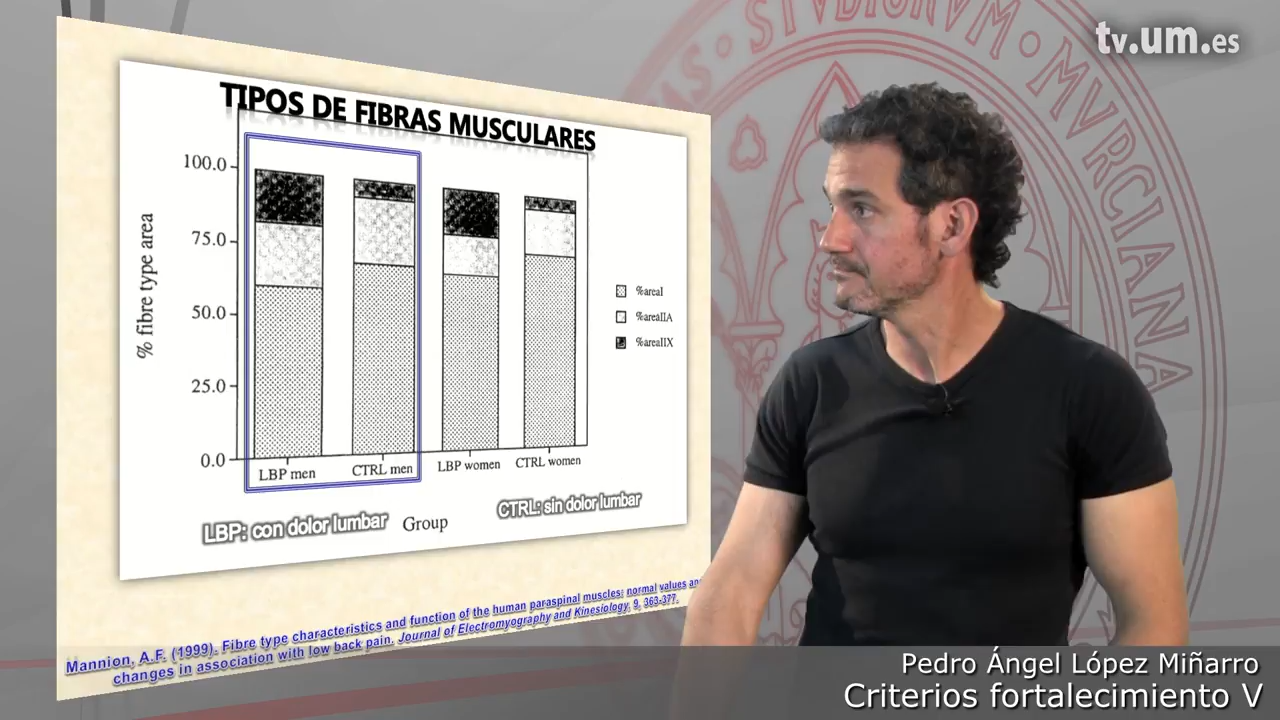 tv.um.es
STVDIORVM
MVRCIANA
TIPOS DE FIBRAS MUSCULARES
100.0
75.0
50.0
25.0
0.0
% fibre type area
%areaI
%areaIIA
%areaIIX
LBP men
CTRL men
LBP women
CTRL women
LBP: con dolor lumbar
Group
CTRL: sin dolor lumbar
Mannion, A.F. (1999). Fibre type characteristics and function of the human paraspinal muscles: normal values and
changes in association with low back pain. Journal of Electromyography and Kinesiology, 9, 363-377.
Pedro Ángel López Miñarro
Criterios fortalecimiento V